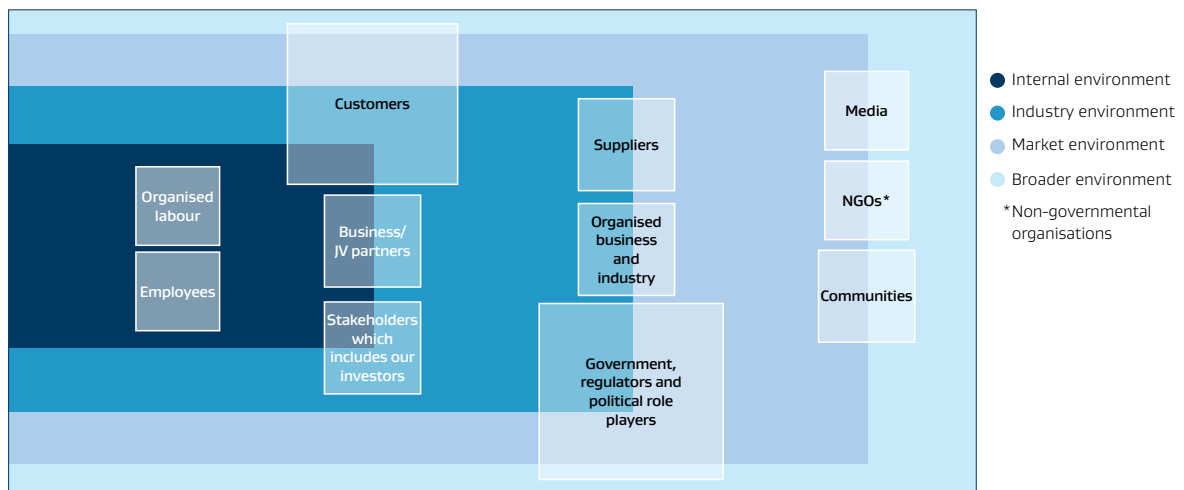 Customers
Organised
labour
Employees
Business/
JV partners
Stakeholders
which
includes our
investors
Suppliers
Organised
business
and
industry
Government,
regulators and
political role
players
Media
NGOs*
Communities
Internal environment
Industry environment
Market environment
Broader environment
*Non-governmental
organisations